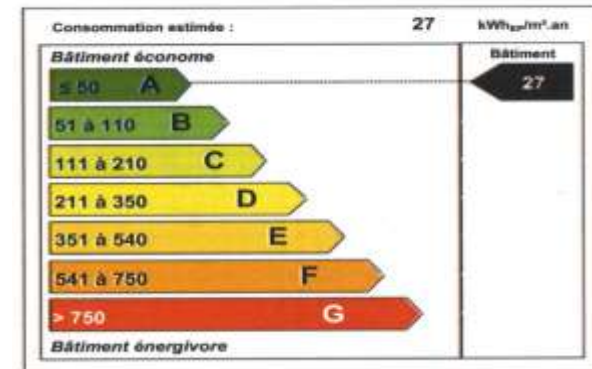 Consommation estimée : 27 kWhEP/m².an
Bâtiment économe Bâtiment
≤ 50 A 27
51 à 110 B
111 à 210 C
211 à 350 D
351 à 540 E
541 à 750 F
> 750 G
Bâtiment énergivore